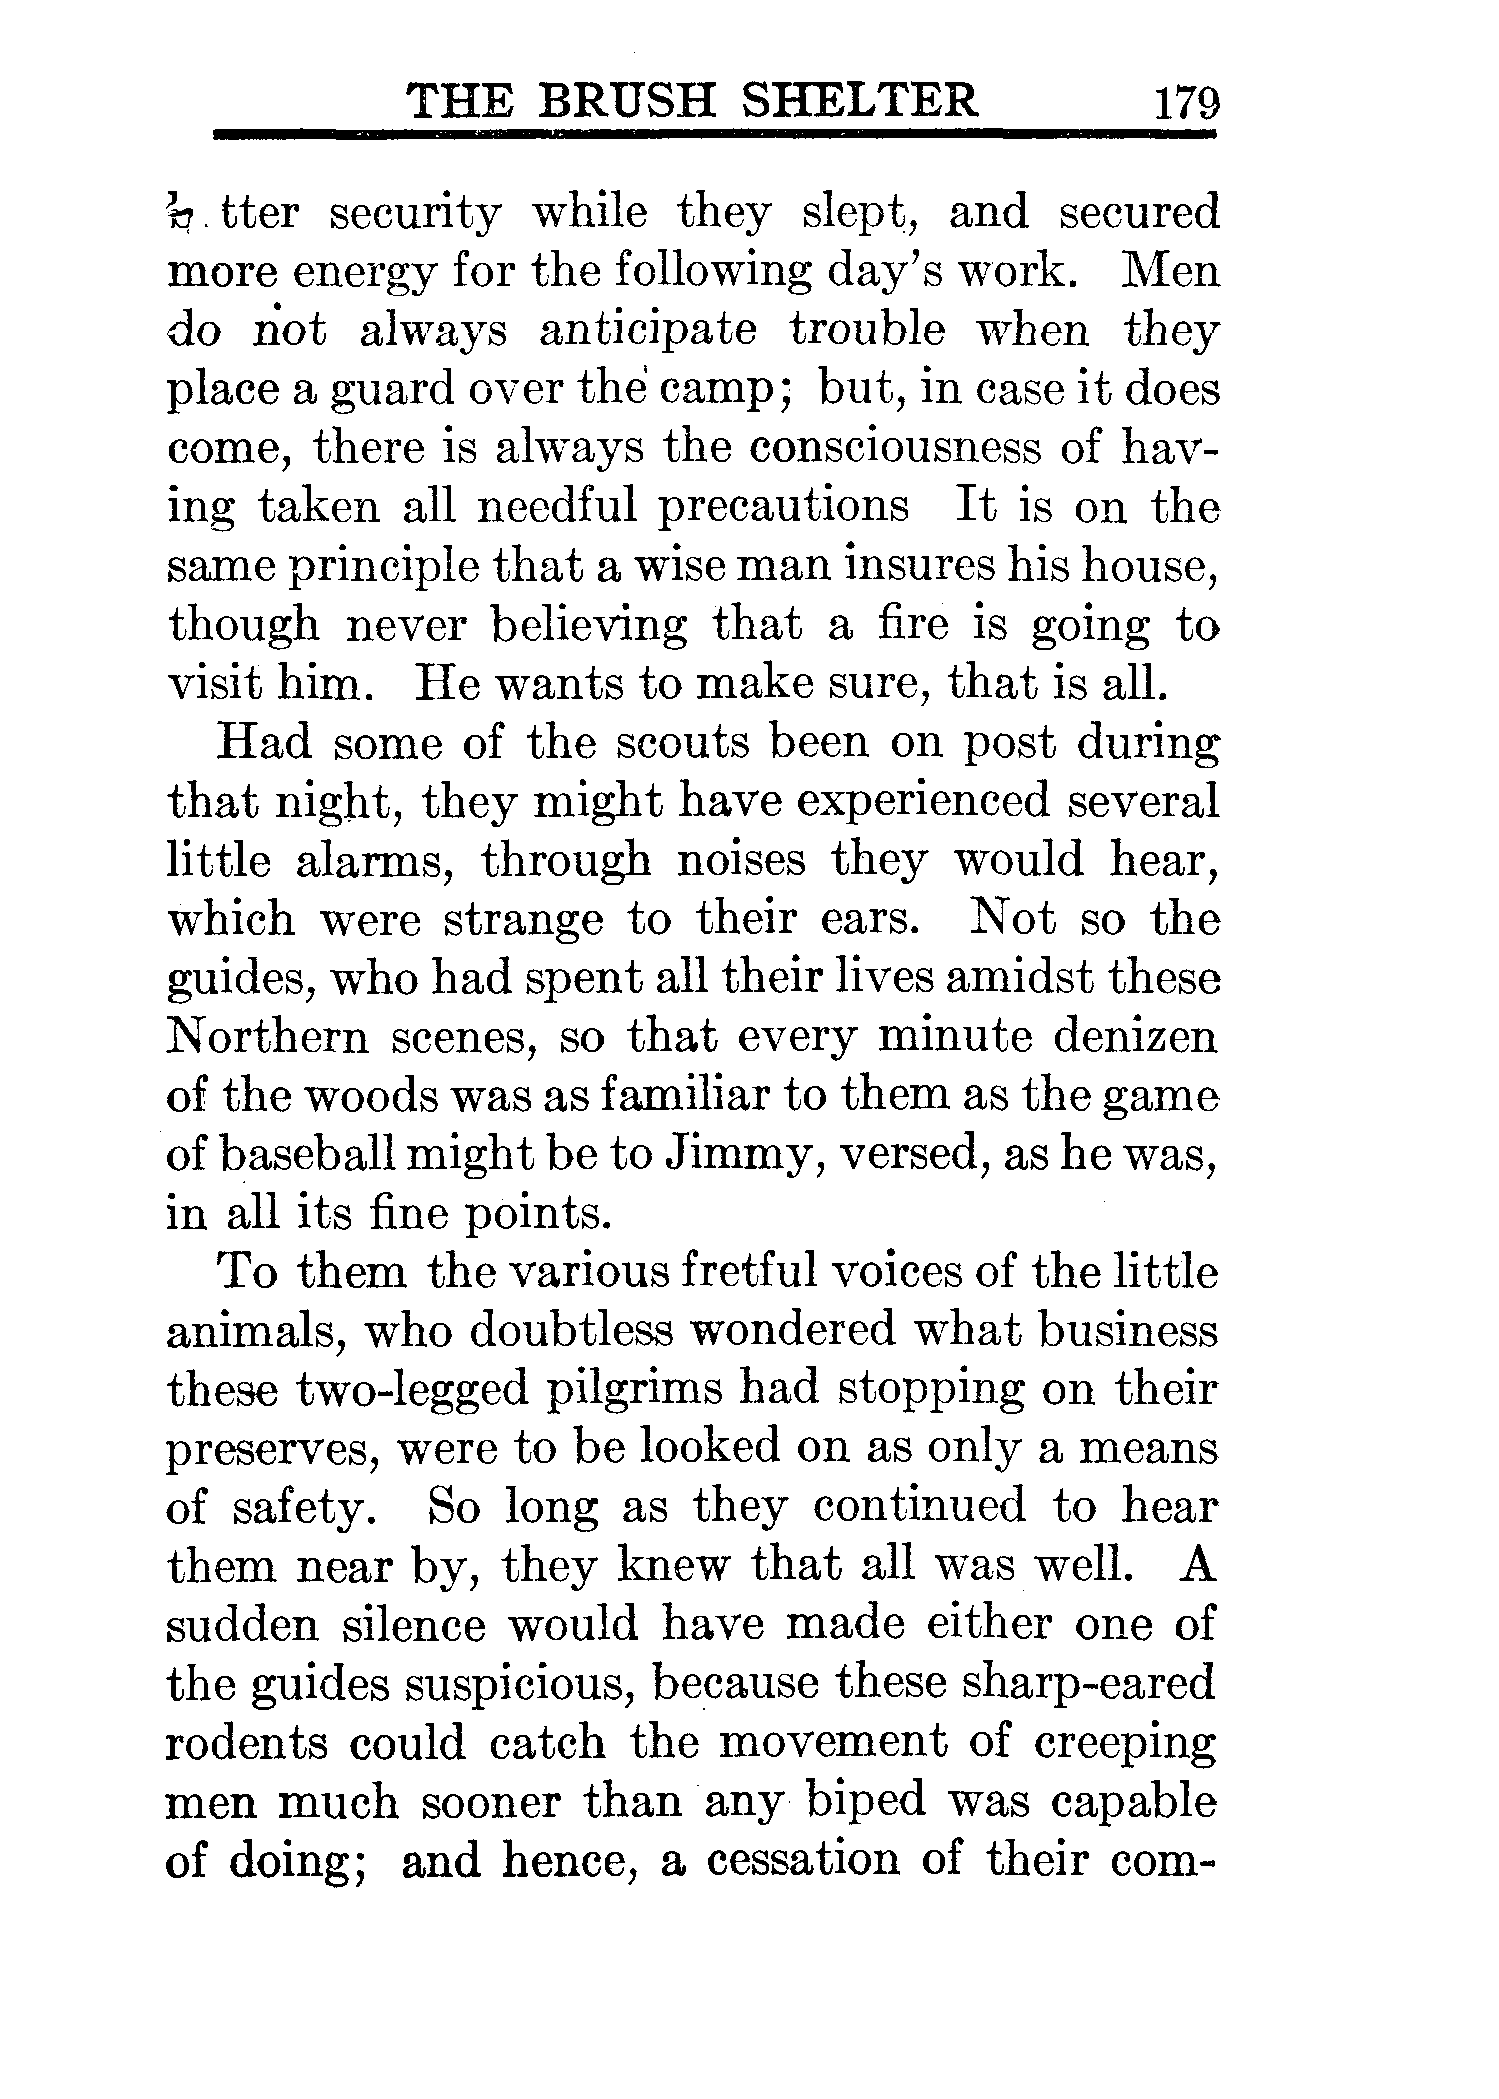 THE BRUSH SHELTER 179
tter security while they slept, and secured
more energy for the following day's work. Men
do not always anticipate trouble when they
place a guard over the camp; but, in case it does
come, there is always the consciousness of hav-
ing taken all needful precautions It is on the
same principle that a wise man insures his house,
though never believing that a fire is going to
visit him. He wants to make sure, that is all.
Had some of the scouts been on post during
that night, they might have experienced several
little alarms, through noises they would hear,
which were strange to their ears. Not so the
guides, who had spent all their lives amidst these
Northern scenes, so that every minute denizen
of the woods was as familiar to them as the game
of baseball might be to Jimmy, versed, as he was,
in all its fine points.
To them the various fretful voices of the little
animals, who doubtless wondered what business
these two-legged pilgrims had stopping on their
preserves, were to be looked on as only a means
of safety. So long as they continued to hear
them near by, they knew that all was well. A
sudden silence would have made either one of
the guides suspicious, because these sharp-eared
rodents could catch the movement of creeping
men much sooner than any biped was capable
of doing; and hence, a cessation of their com-